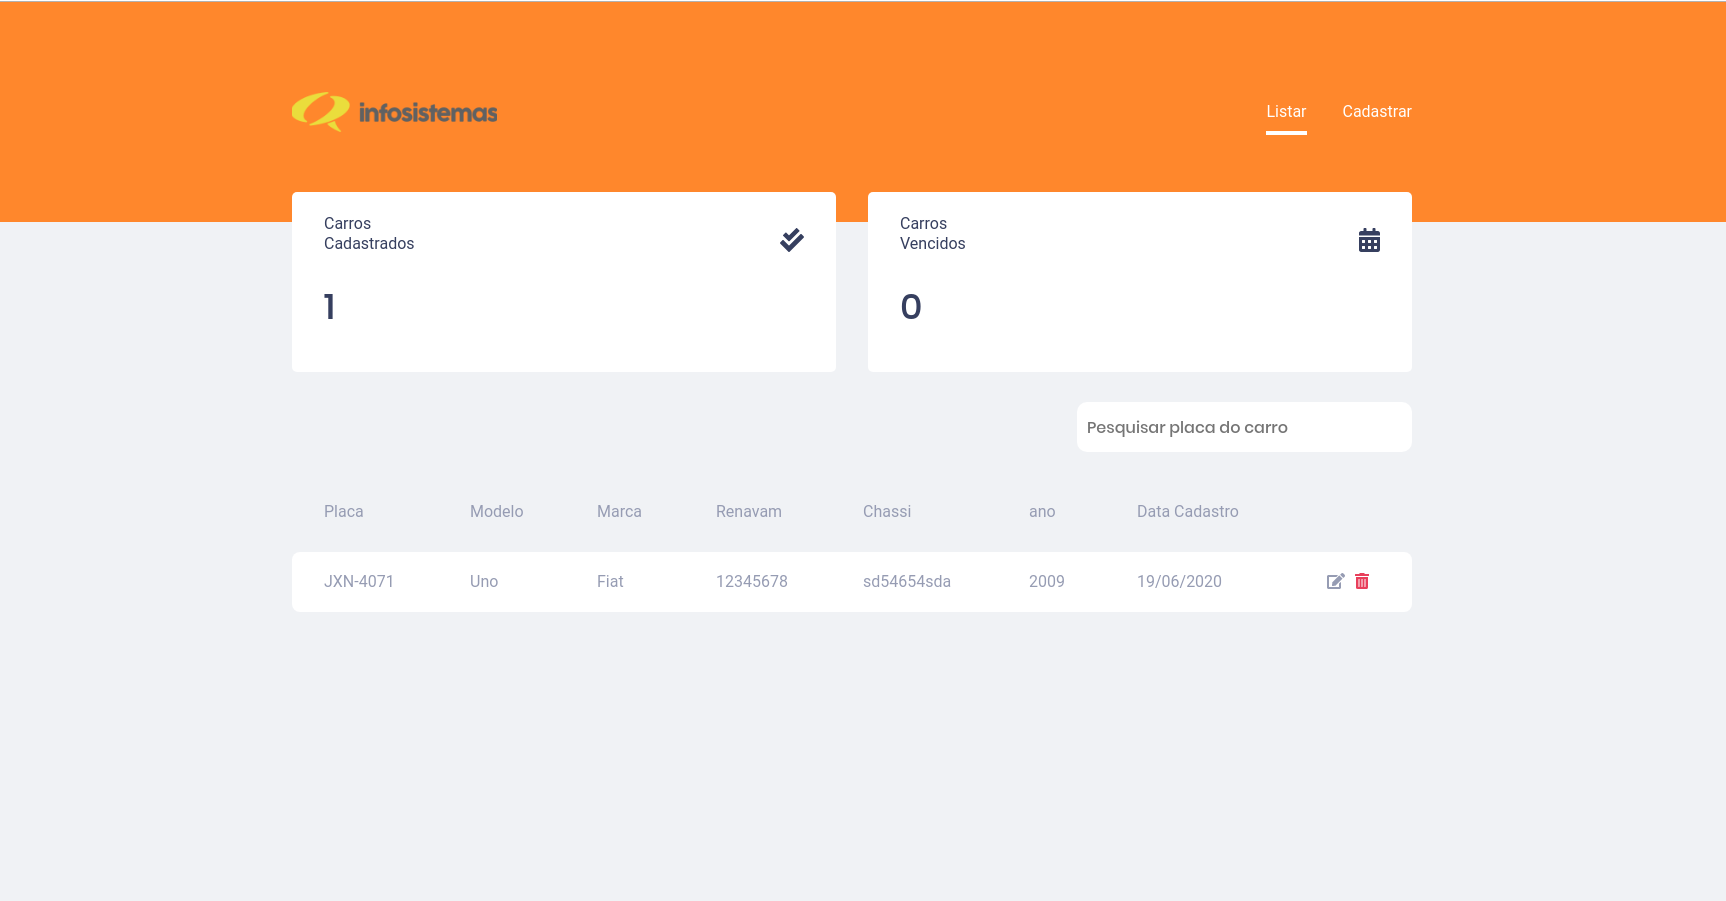 infosistemas
Listar Cadastrar
Carros
Cadastrados
1
Carros
Vencidos
0
Pesquisar placa do carro
Placa Modelo Marca Renavam Chassi ano Data Cadastro
JXN-4071 Uno Fiat 12345678 sd54654sda 2009 19/06/2020